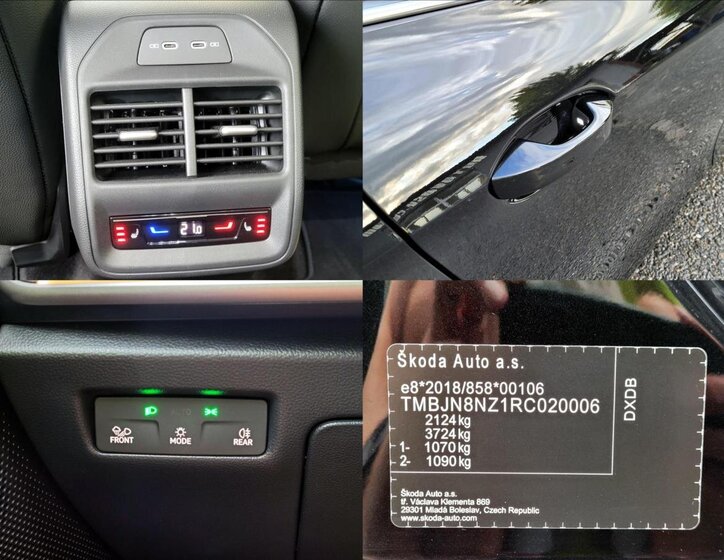 21.0
AUTO
FRONT
MODE
REAR
Škoda Auto a.s.
e8*2018/858*00106
TMBJN8NZ1RC020006
2124 kg
3724 kg
1- 1070 kg
2- 1090 kg
DXDB
Škoda Auto a.s.
tř. Václava Klementa 869
29301 Mladá Boleslav, Czech Republic
www.skoda-auto.com